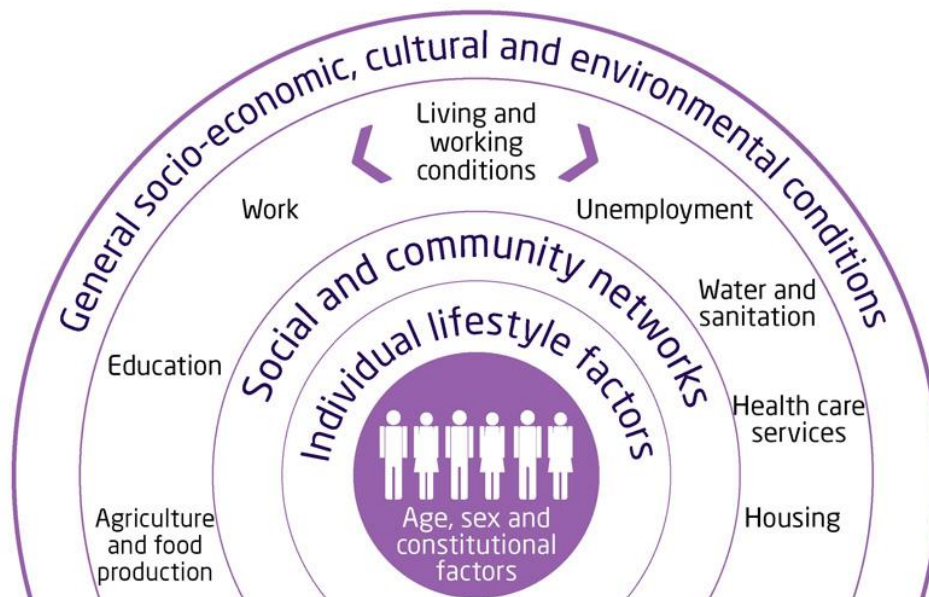 General socio-economic, cultural and environmental conditions
Living and
working
conditions
Work
Unemployment
Social and community networks
Water and
sanitation
Individual lifestyle factors
Education
Health care
services
Agriculture
and food
production
Housing
Age, sex and
constitutional
factors